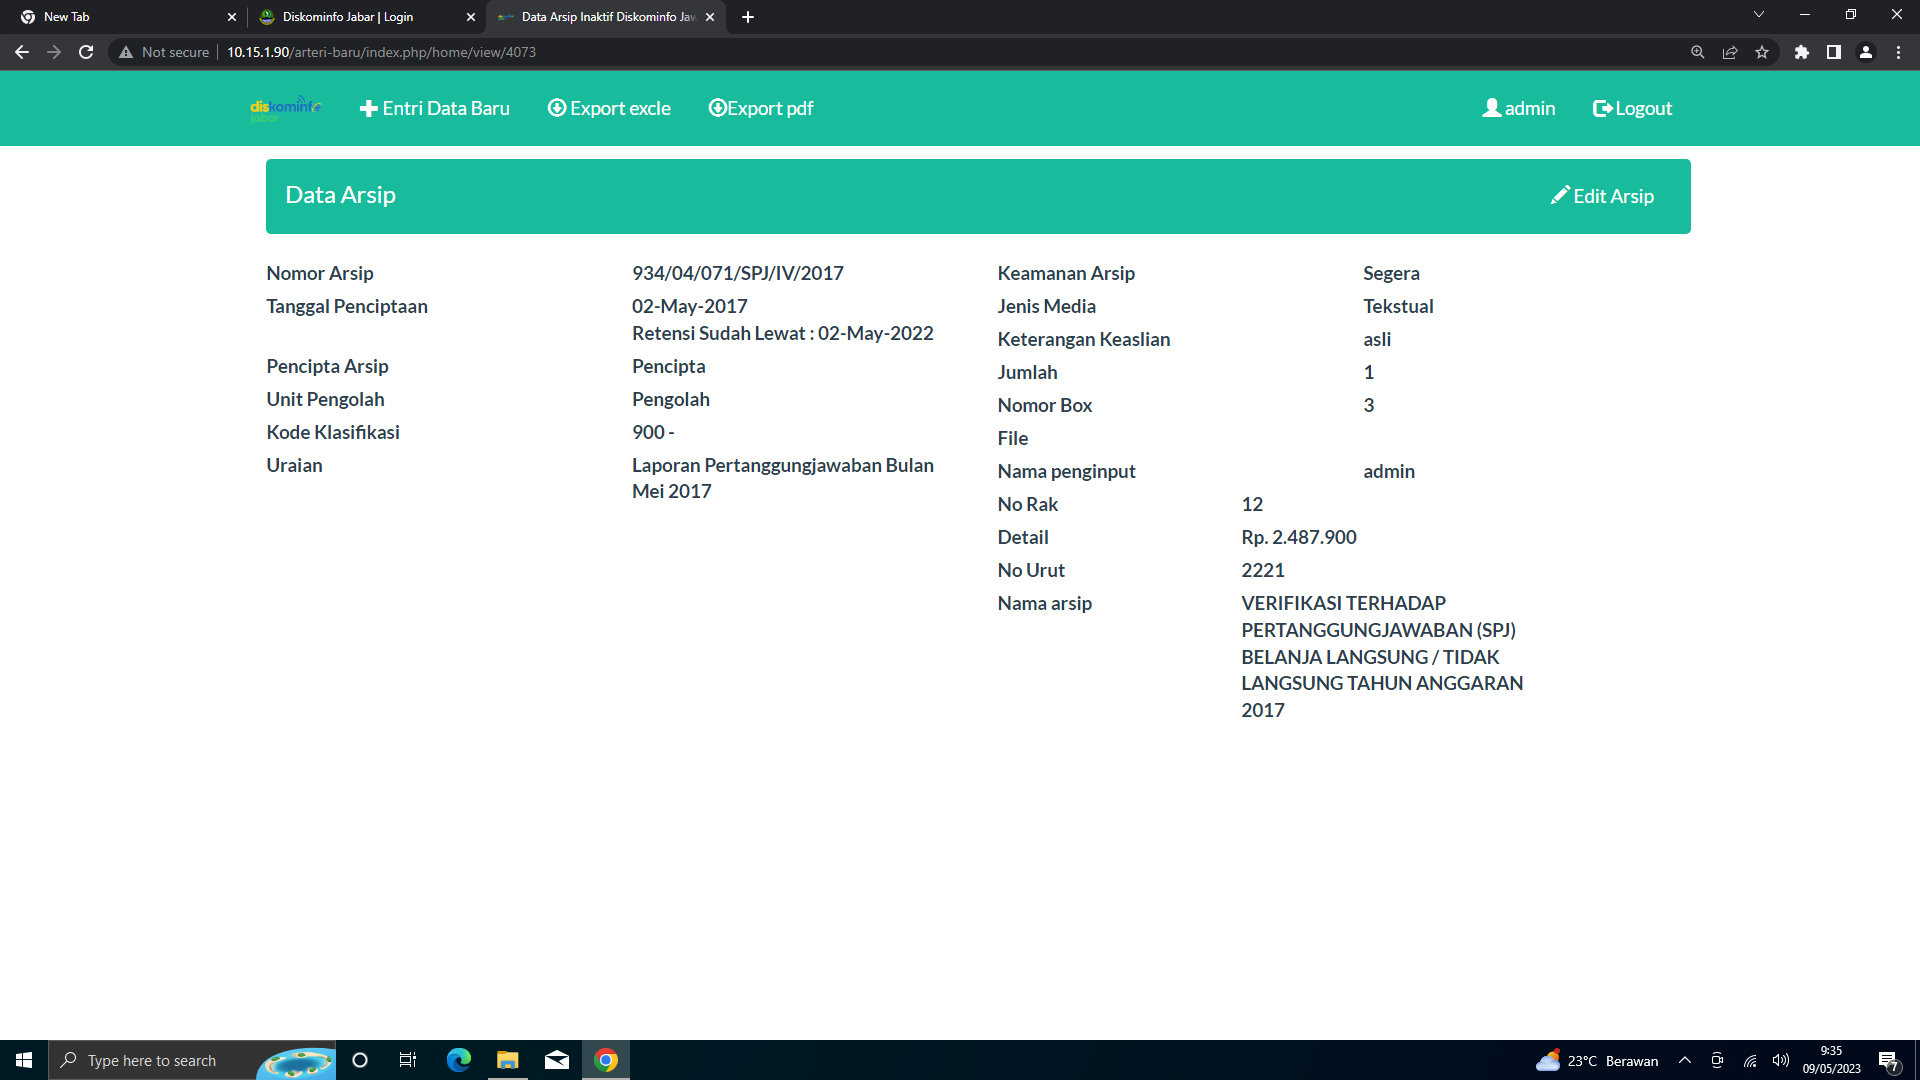 New Tab
Diskominfo Jabar | Login
Data Arsip Inaktif Diskominfo Jaw
Not secure
10.15.1.90/arteri-baru/index.php/home/view/4073
diskominfo
jabar
Entri Data Baru
Export excle
Export pdf
admin
Logout
Data Arsip
Edit Arsip
Nomor Arsip
934/04/071/SPJ/IV/2017
Tanggal Penciptaan
02-May-2017
Retensi Sudah Lewat : 02-May-2022
Pencipta Arsip
Pencipta
Unit Pengolah
Pengolah
Kode Klasifikasi
900 -
Uraian
Laporan Pertanggungjawaban Bulan
Mei 2017
Keamanan Arsip
Segera
Jenis Media
Tekstual
Keterangan Keaslian
asli
Jumlah
1
Nomor Box
3
File
Nama penginput
admin
No Rak
12
Detail
Rp. 2.487.900
No Urut
2221
Nama arsip
VERIFIKASI TERHADAP
PERTANGGUNGJAWABAN (SPJ)
BELANJA LANGSUNG / TIDAK
LANGSUNG TAHUN ANGGARAN
2017
Type here to search
23°C Berawan
9:35
09/05/2023
7